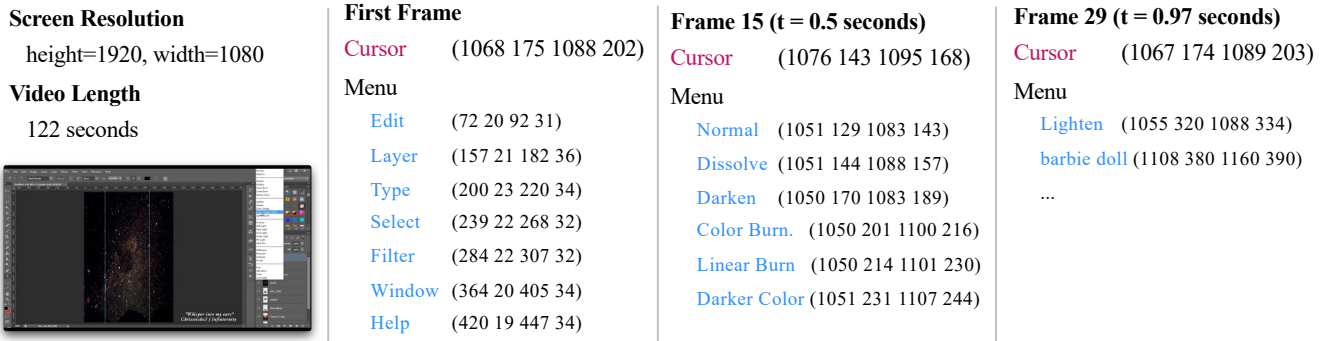 Screen Resolution
height=1920, width=1080
Video Length
122 seconds
"Whisper into my ears"
First Frame
Cursor (1068 175 1088 202)
Menu
Edit (72 20 92 31)
Layer (157 21 182 36)
Type (200 23 220 34)
Select (239 22 268 32)
Filter (284 22 307 32)
Window (364 20 405 34)
Help (420 19 447 34)
Frame 15 (t = 0.5 seconds)
Cursor (1076 143 1095 168)
Menu
Normal (1051 129 1083 143)
Dissolve (1051 144 1088 157)
Darken (1050 170 1083 189)
Color Burn. (1050 201 1100 216)
Linear Burn (1050 214 1101 230)
Darker Color (1051 231 1107 244)
Frame 29 (t = 0.97 seconds)
Cursor (1067 174 1089 203)
Menu
Lighten (1055 320 1088 334)
barbie doll (1108 380 1160 390)
...